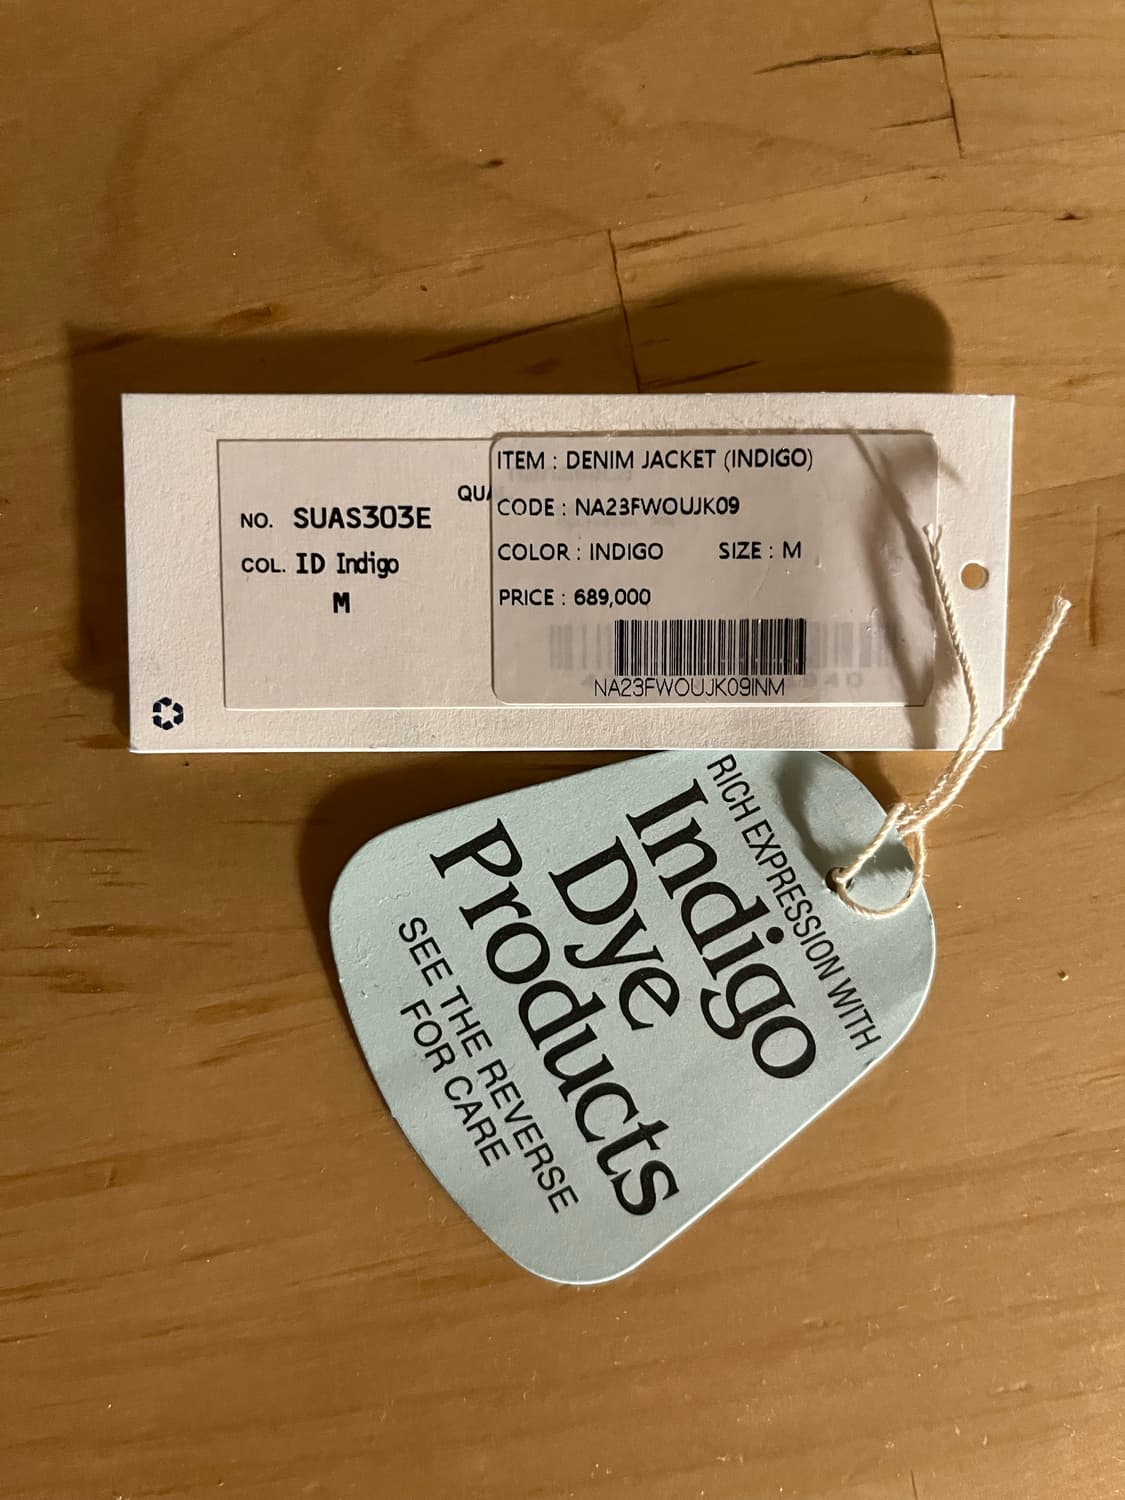 NO. SUAS303E
COL. ID Indigo
M
QUA
ITEM : DENIM JACKET (INDIGO)
CODE : NA23FWOUJK09
COLOR : INDIGO SIZE : M
PRICE : 689,000
NA23FWOUJK09INM
RICH EXPRESSION WITH
Indigo
Dye
Products
SEE THE REVERSE
FOR CARE